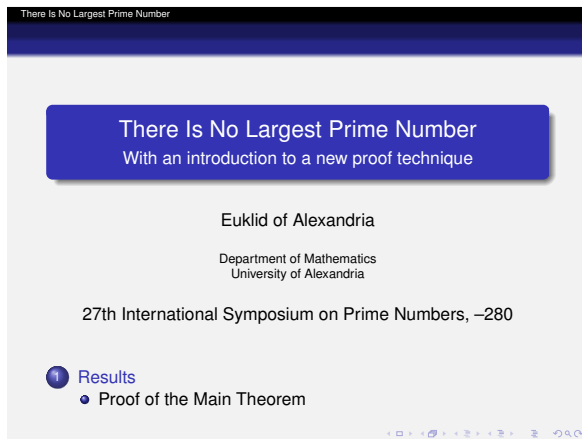 There Is No Largest Prime Number
There Is No Largest Prime Number
With an introduction to a new proof technique
Euklid of Alexandria
Department of Mathematics
University of Alexandria
27th International Symposium on Prime Numbers, –280
1 Results
Proof of the Main Theorem